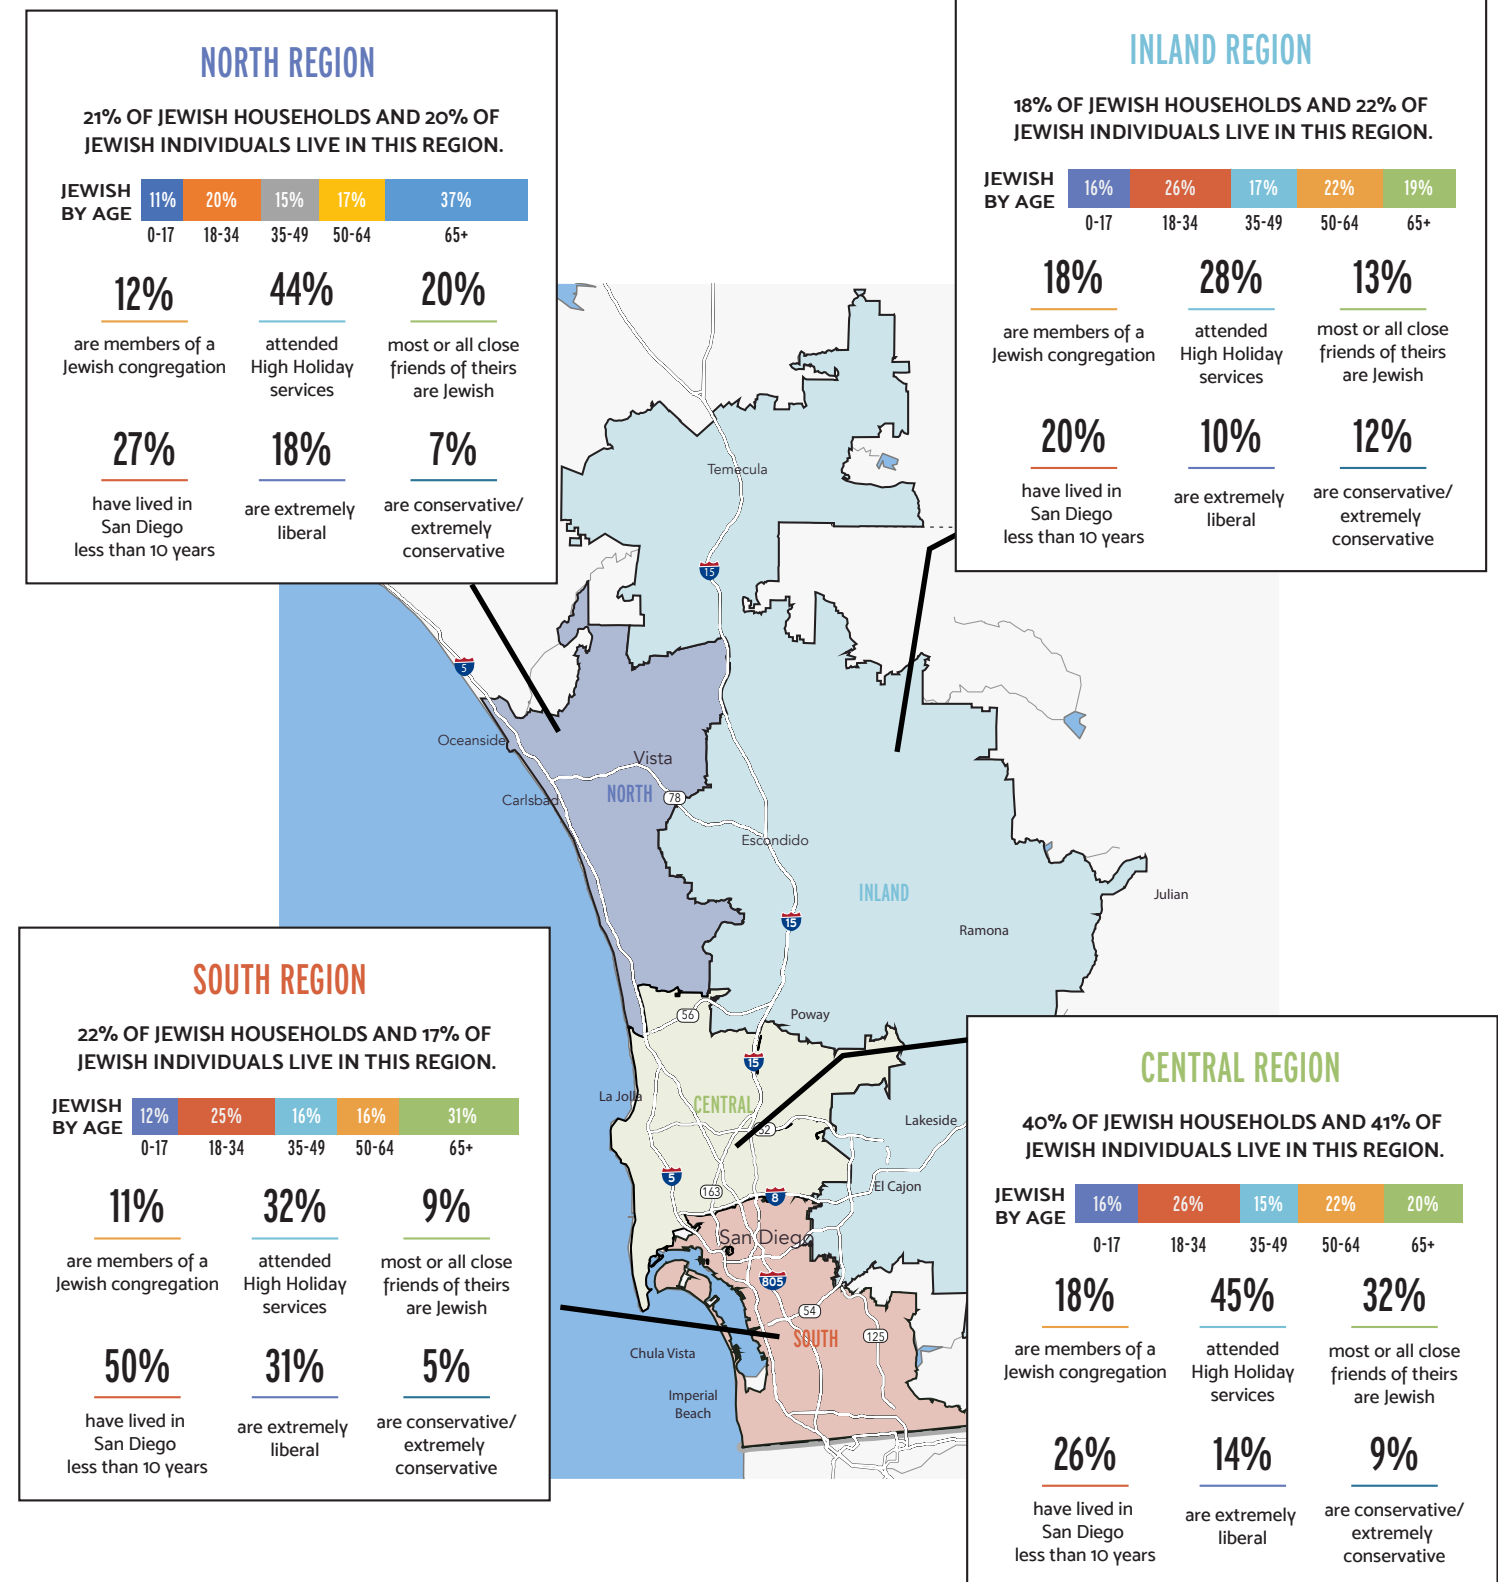 NORTH REGION
21% OF JEWISH HOUSEHOLDS AND 20% OF
JEWISH INDIVIDUALS LIVE IN THIS REGION.
JEWISH
BY AGE
11% 20% 15% 17% 37%
0-17 18-34 35-49 50-64 65+
12% 44% 20%
are members of a
Jewish congregation
attended
High Holiday
services
most or all close
friends of theirs
are Jewish
27% 18% 7%
have lived in
San Diego
less than 10 years
are extremely
liberal
are conservative/
extremely
conservative
INLAND REGION
18% OF JEWISH HOUSEHOLDS AND 22% OF
JEWISH INDIVIDUALS LIVE IN THIS REGION.
JEWISH
BY AGE
16% 26% 17% 22% 19%
0-17 18-34 35-49 50-64 65+
18% 28% 13%
are members of a
Jewish congregation
attended
High Holiday
services
most or all close
friends of theirs
are Jewish
20% 10% 12%
have lived in
San Diego
less than 10 years
are extremely
liberal
are conservative/
extremely
conservative
Temecula
15
5
Oceanside
Vista
Carlsbad
NORTH
78
Escondido
INLAND
Julian
15
Ramona
56
Poway
15
La Jolla
CENTRAL
52
Lakeside
5
163
8
El Cajon
San Diego
805
54
SOUTH
125
Chula Vista
Imperial
Beach
SOUTH REGION
22% OF JEWISH HOUSEHOLDS AND 17% OF
JEWISH INDIVIDUALS LIVE IN THIS REGION.
JEWISH
BY AGE
12% 25% 16% 16% 31%
0-17 18-34 35-49 50-64 65+
11% 32% 9%
are members of a
Jewish congregation
attended
High Holiday
services
most or all close
friends of theirs
are Jewish
50% 31% 5%
have lived in
San Diego
less than 10 years
are extremely
liberal
are conservative/
extremely
conservative
CENTRAL REGION
40% OF JEWISH HOUSEHOLDS AND 41% OF
JEWISH INDIVIDUALS LIVE IN THIS REGION.
JEWISH
BY AGE
16% 26% 15% 22% 20%
0-17 18-34 35-49 50-64 65+
18% 45% 32%
are members of a
Jewish congregation
attended
High Holiday
services
most or all close
friends of theirs
are Jewish
26% 14% 9%
have lived in
San Diego
less than 10 years
are extremely
liberal
are conservative/
extremely
conservative